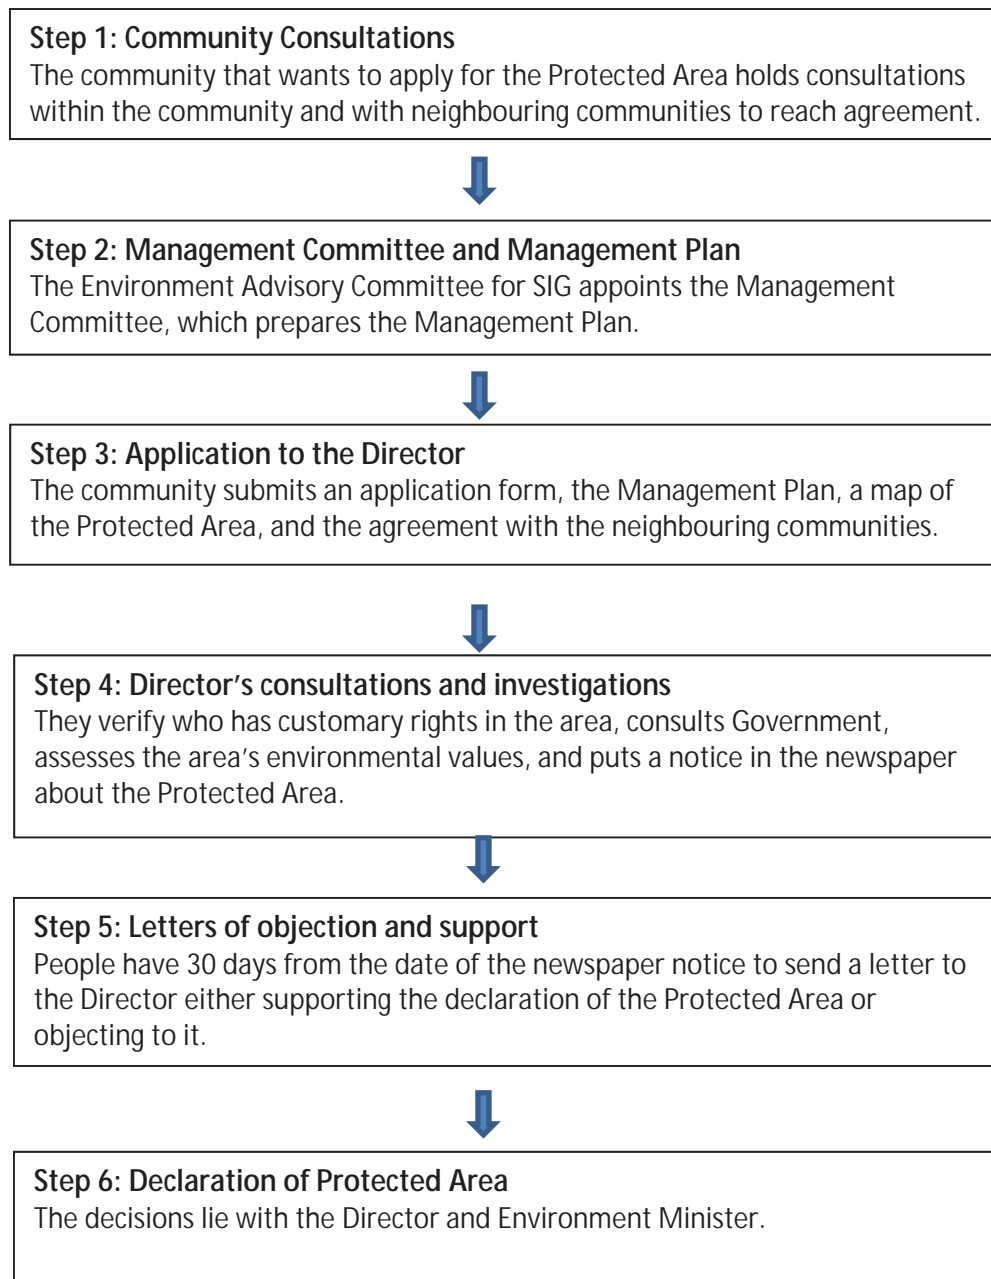 Step 1: Community Consultations
The community that wants to apply for the Protected Area holds consultations
within the community and with neighbouring communities to reach agreement.
Step 2: Management Committee and Management Plan
The Environment Advisory Committee for SIG appoints the Management
Committee, which prepares the Management Plan.
Step 3: Application to the Director
The community submits an application form, the Management Plan, a map of
the Protected Area, and the agreement with the neighbouring communities.
Step 4: Director’s consultations and investigations
They verify who has customary rights in the area, consults Government,
assesses the area’s environmental values, and puts a notice in the newspaper
about the Protected Area.
Step 5: Letters of objection and support
People have 30 days from the date of the newspaper notice to send a letter to
the Director either supporting the declaration of the Protected Area or
objecting to it.
Step 6: Declaration of Protected Area
The decisions lie with the Director and Environment Minister.